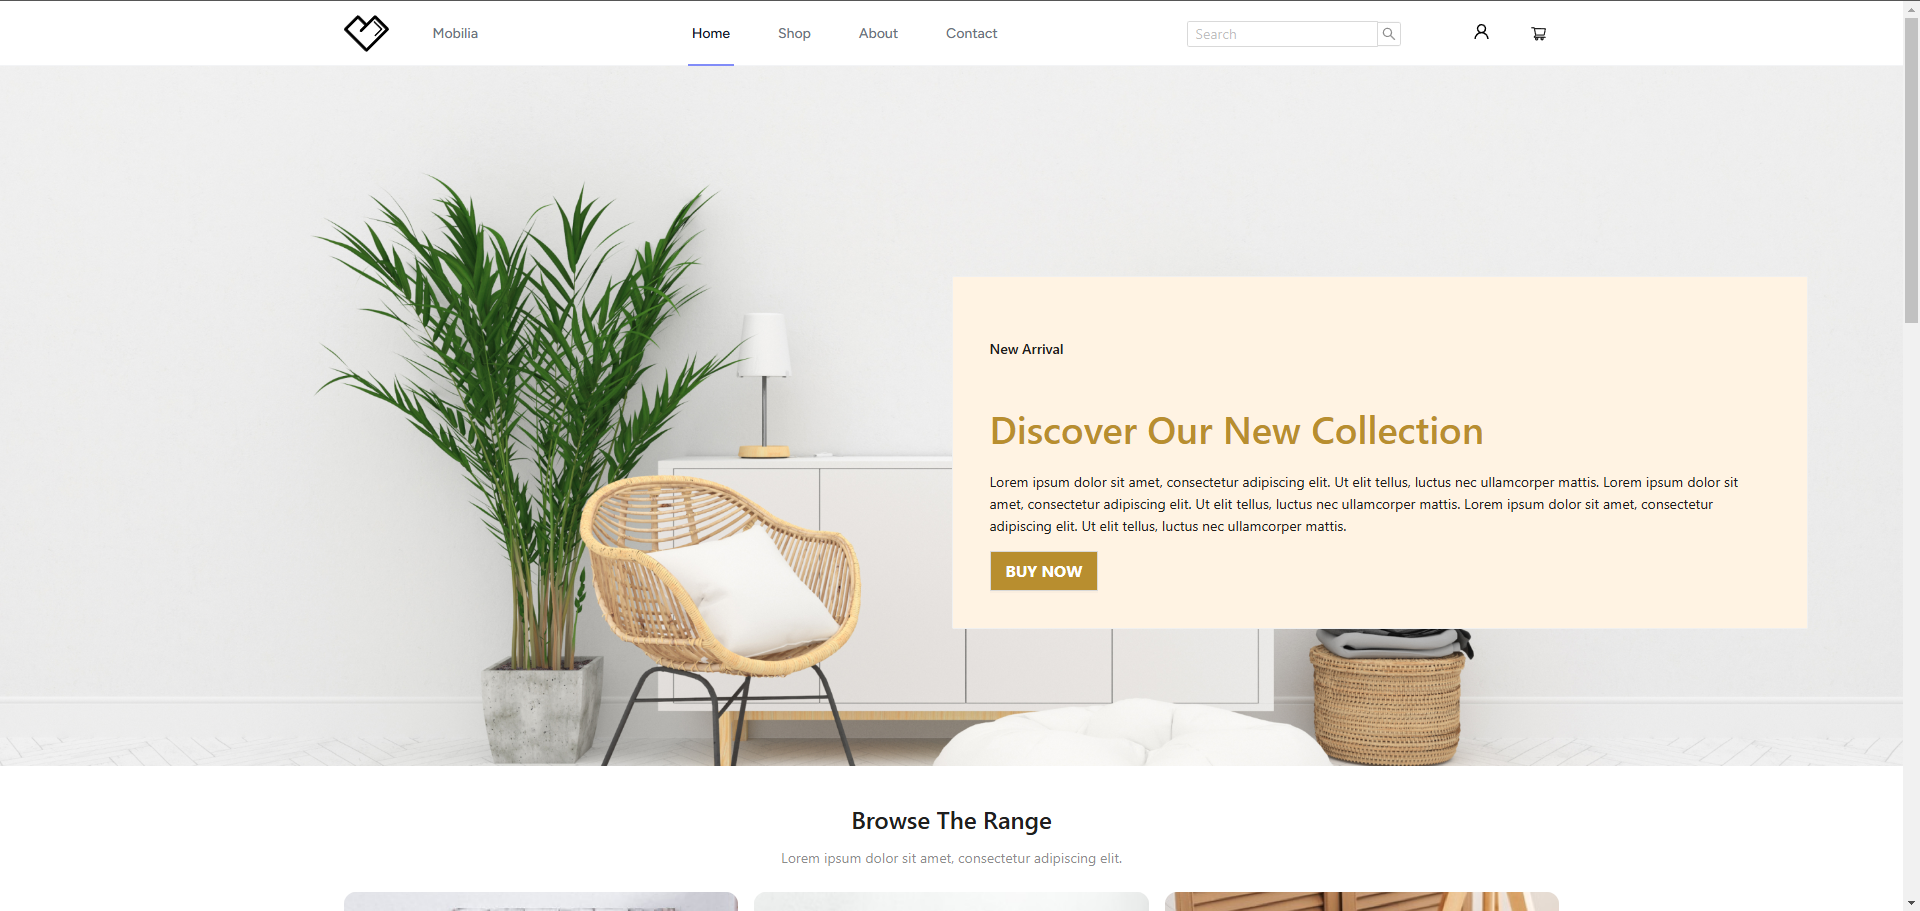 Mobilia
Home
Shop
About
Contact
Search
New Arrival
Discover Our New Collection
Lorem ipsum dolor sit amet, consectetur adipiscing elit. Ut elit tellus, luctus nec ullamcorper mattis. Lorem ipsum dolor sit
amet, consectetur adipiscing elit. Ut elit tellus, luctus nec ullamcorper mattis. Lorem ipsum dolor sit amet, consectetur
adipiscing elit. Ut elit tellus, luctus nec ullamcorper mattis.
BUY NOW
Browse The Range
Lorem ipsum dolor sit amet, consectetur adipiscing elit.